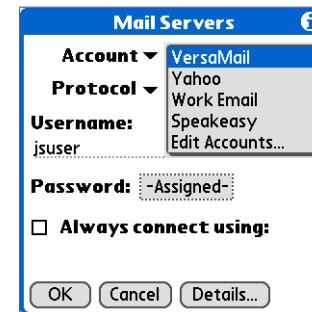 Mail Servers
Account VersaMail
Yahoo
Protocol
Work Email
Username: Speakeasy
jsuser Edit Accounts...
Password: -Assigned-
Always connect using:
OK Cancel Details...